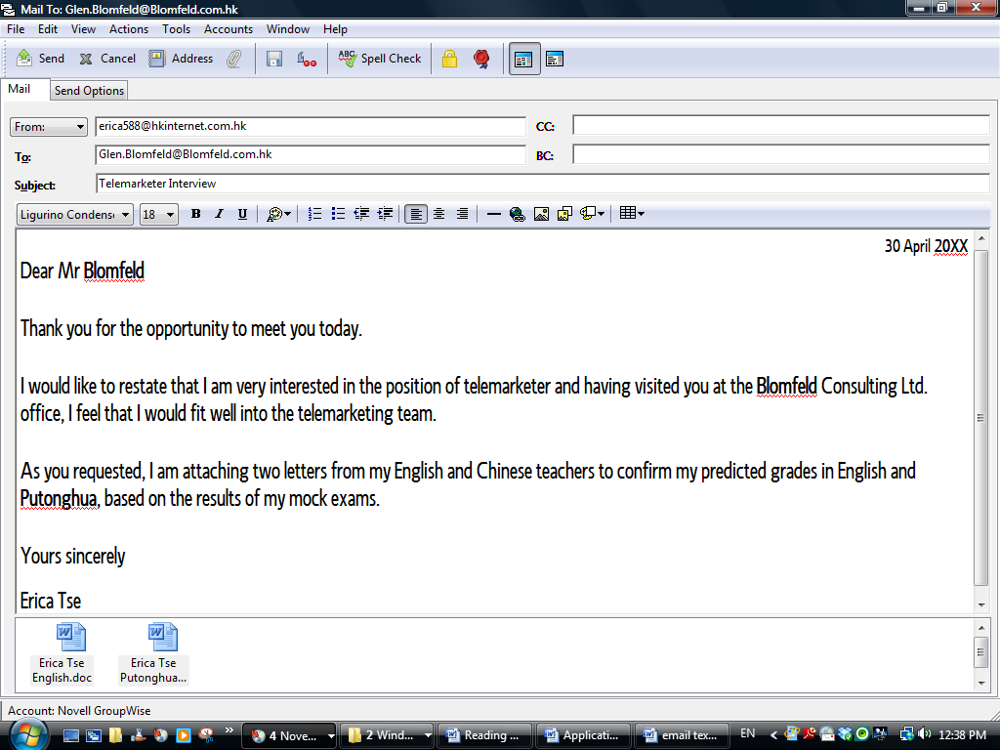 Mail To: Glen.Blomfeld@Blomfeld.com.hk
File Edit View Actions Tools Accounts Window Help
Send Cancel Address ABC Spell Check
Mail Send Options
From: erica588@hkinternet.com.hk CC:
To: Glen.Blomfeld@Blomfeld.com.hk BC:
Subject: Telemarketer Interview
Ligurino Condens 18 B I U
30 April 20XX
Dear Mr Blomfeld
Thank you for the opportunity to meet you today.
I would like to restate that I am very interested in the position of telemarketer and having visited you at the Blomfeld Consulting Ltd.
office, I feel that I would fit well into the telemarketing team.
As you requested, I am attaching two letters from my English and Chinese teachers to confirm my predicted grades in English and
Putonghua, based on the results of my mock exams.
Yours sincerely
Erica Tse
Erica Tse English.doc
Erica Tse Putonghua...
Account: Novell GroupWise
4 Nove... 2 Wind... Reading ... Applicati... email tex... EN 12:38 PM